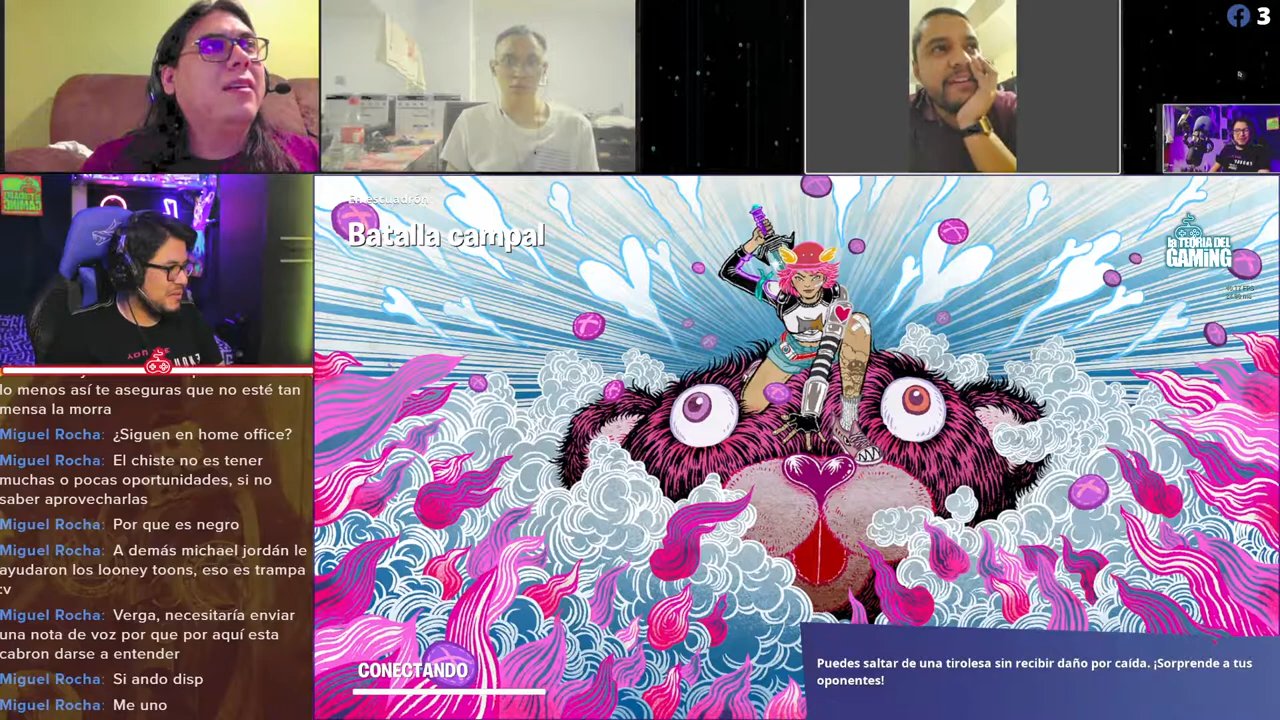 3
En escuadrón
Batalla campal
la TEORIA DEL
GAMING
lo menos así te aseguras que no esté tan
mensa la morra
Miguel Rocha: ¿Siguen en home office?
Miguel Rocha: El chiste no es tener
muchas o pocas oportunidades, si no
saber aprovecharlas
Miguel Rocha: Por que es negro
Miguel Rocha: A demás michael jordán le
ayudaron los looney toons, eso es trampa
tv
Miguel Rocha: Verga, necesitaría enviar
una nota de voz por que por aquí esta
cabron darse a entender
Miguel Rocha: Si ando disp
Miguel Rocha: Me uno
CONECTANDO
Puedes saltar de una tirolesa sin recibir daño por caída. ¡Sorprende a tus
oponentes!